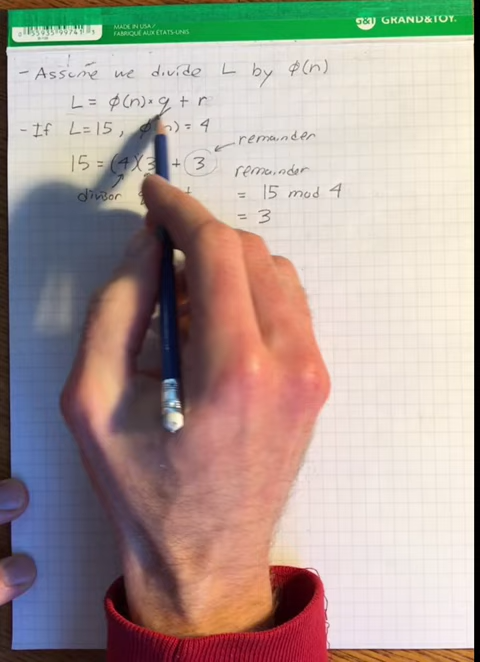 MADE IN USA /
FABRIQUÉ AUX ÉTATS-UNIS
G&T GRAND&TOY.
- Assume we divide L by φ(n)
L = φ(n)·q + r
- If L=15, φ(n) = 4
remainder
15 = (4)(3) + 3
remainder
divisor
= 15 mod 4
= 3